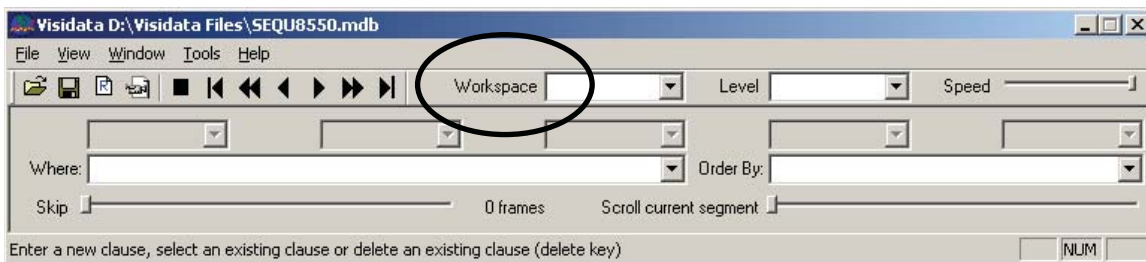 Visidata D:\Visidata Files\SEQU8550.mdb
File View Window Tools Help
Workspace Level Speed
Where: Order By:
Skip 0 frames Scroll current segment
Enter a new clause, select an existing clause or delete an existing clause (delete key) NUM